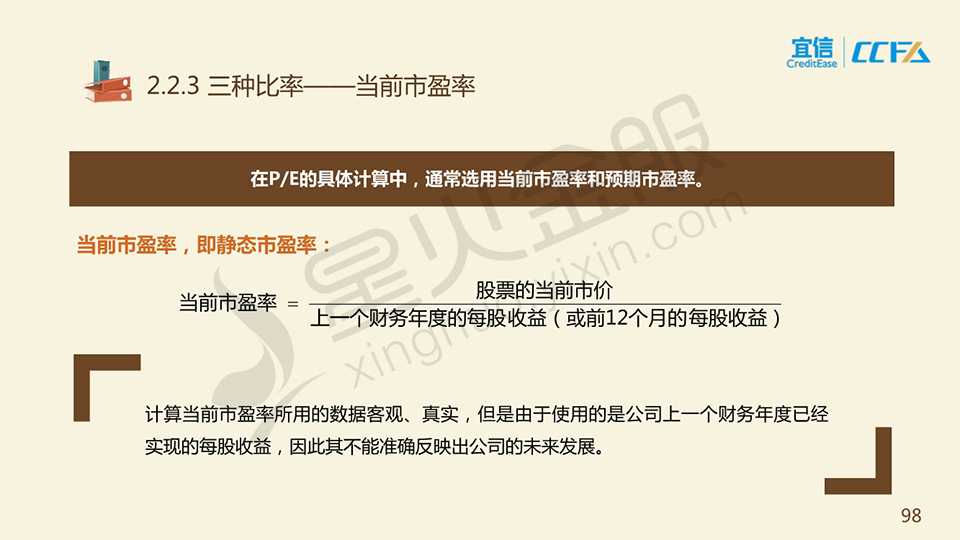 宜信
CreditEase
CCFA
2.2.3 三种比率——当前市盈率
在P/E的具体计算中，通常选用当前市盈率和预期市盈率。
当前市盈率，即静态市盈率：
当前市盈率 =
股票的当前市价
上一个财务年度的每股收益（或前12个月的每股收益）
计算当前市盈率所用的数据客观、真实，但是由于使用的是公司上一个财务年度已经
实现的每股收益，因此其不能准确反映出公司的未来发展。
星火金服
98